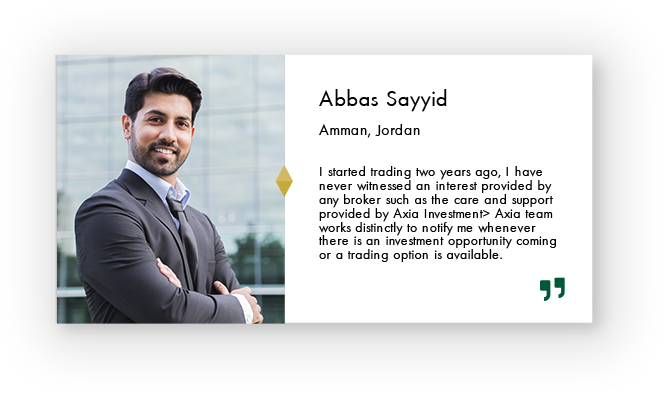 Abbas Sayyid
Amman, Jordan
I started trading two years ago, I have
never witnessed an interest provided by
any broker such as the care and support
provided by Axia Investment> Axia team
works distinctly to notify me whenever
there is an investment opportunity coming
or a trading option is available.
”